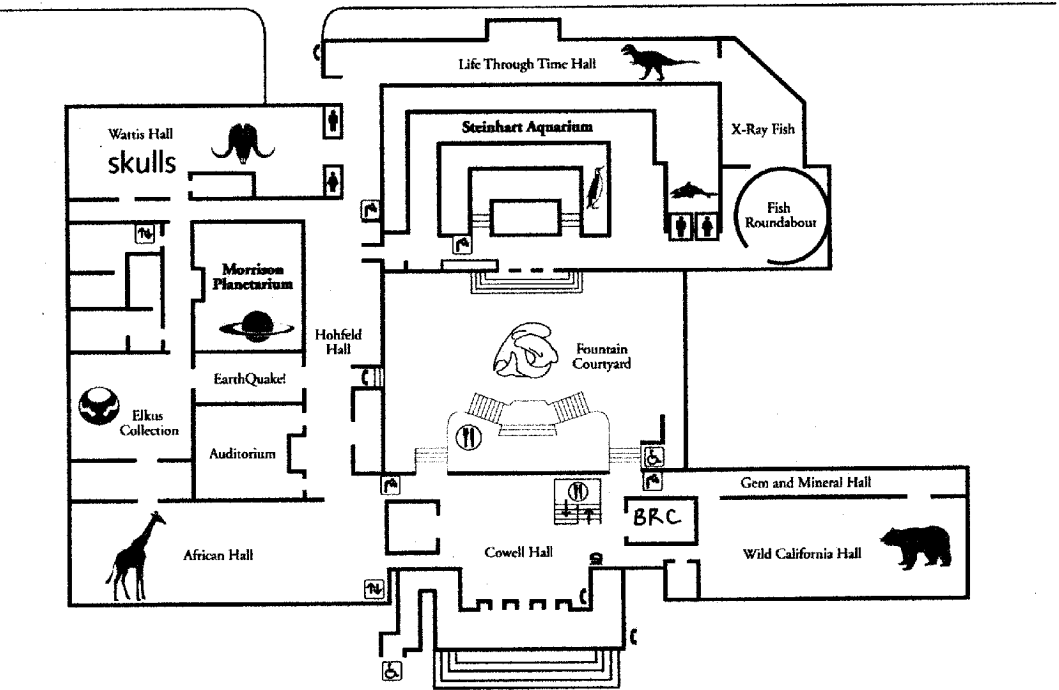 Life Through Time Hall
Wattis Hall
skulls
Steinhart Aquarium
X-Ray Fish
Fish
Roundabout
Morrison
Planetarium
Hohfeld
Hall
Fountain
Courtyard
EarthQuake!
Elkus
Collection
Auditorium
Gem and Mineral Hall
BRC
African Hall
Cowell Hall
Wild California Hall